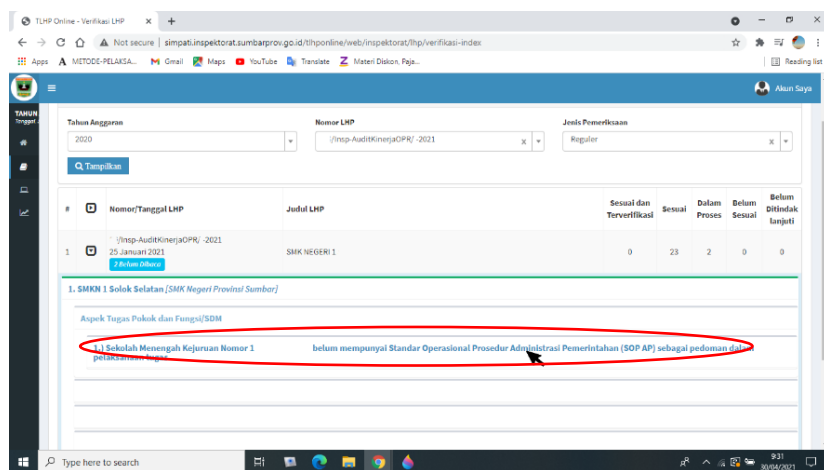 TLHP Online - Verifikasi LHP
Not secure | simpati.inspektorat.sumbarprov.go.id/tlhponline/web/inspektorat/lhp/verifikasi-index
Apps METODE-PELAKSA... Gmail Maps YouTube Translate Materi Diskon, Paja... Reading list
Akun Saya
TAHUN
Tahun Anggaran Nomor LHP Jenis Pemeriksaan
2020 /Insp-AuditKinerjaOPR/ -2021 x Reguler x
Tampilkan
# Nomor/Tanggal LHP Judul LHP Sesuai dan Terverifikasi Sesuai Dalam Proses Belum Sesuai Belum Ditindak lanjuti
1 /Insp-AuditKinerjaOPR/ -2021
25 Januari 2021 SMK NEGERI 1 0 23 2 0 0
2 Belum Dibaca
1. SMKN 1 Solok Selatan [SMK Negeri Provinsi Sumbar]
Aspek Tugas Pokok dan Fungsi/SDM
1.) Sekolah Menengah Kejuruan Nomor 1 belum mempunyai Standar Operasional Prosedur Administrasi Pemerintahan (SOP AP) sebagai pedoman dalam
pelaksanaan tugas
Type here to search
9:31
30/04/2021